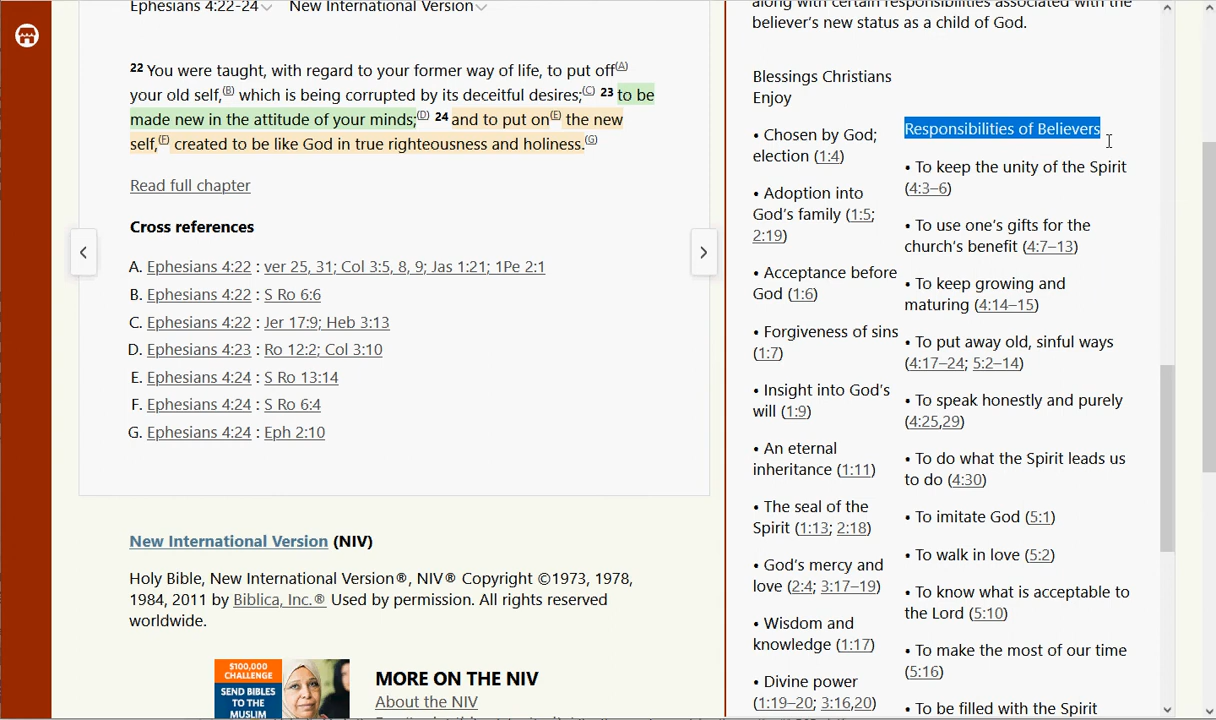 Ephesians 4:22-24 New International Version
22 You were taught, with regard to your former way of life, to put off(A)
your old self,(B) which is being corrupted by its deceitful desires;(C) 23 to be
made new in the attitude of your minds;(D) 24 and to put on(E) the new
self,(F) created to be like God in true righteousness and holiness.(G)
Read full chapter
Cross references
A. Ephesians 4:22 : ver 25, 31; Col 3:5, 8, 9; Jas 1:21; 1Pe 2:1
B. Ephesians 4:22 : S Ro 6:6
C. Ephesians 4:22 : Jer 17:9; Heb 3:13
D. Ephesians 4:23 : Ro 12:2; Col 3:10
E. Ephesians 4:24 : S Ro 13:14
F. Ephesians 4:24 : S Ro 6:4
G. Ephesians 4:24 : Eph 2:10
New International Version (NIV)
Holy Bible, New International Version®, NIV® Copyright ©1973, 1978,
1984, 2011 by Biblica, Inc.® Used by permission. All rights reserved
worldwide.
$100,000
CHALLENGE
SEND BIBLES
TO THE
MUSLIM
MORE ON THE NIV
About the NIV
along with certain responsibilities associated with the
believer's new status as a child of God.
Blessings Christians
Enjoy
• Chosen by God;
election (1:4)
• Adoption into
God's family (1:5;
2:19)
• Acceptance before
God (1:6)
• Forgiveness of sins
(1:7)
• Insight into God's
will (1:9)
• An eternal
inheritance (1:11)
• The seal of the
Spirit (1:13; 2:18)
• God's mercy and
love (2:4; 3:17–19)
• Wisdom and
knowledge (1:17)
• Divine power
(1:19–20; 3:16,20)
Responsibilities of Believers
• To keep the unity of the Spirit
(4:3–6)
• To use one's gifts for the
church's benefit (4:7–13)
• To keep growing and
maturing (4:14–15)
• To put away old, sinful ways
(4:17–24; 5:2–14)
• To speak honestly and purely
(4:25,29)
• To do what the Spirit leads us
to do (4:30)
• To imitate God (5:1)
• To walk in love (5:2)
• To know what is acceptable to
the Lord (5:10)
• To make the most of our time
(5:16)
• To be filled with the Spirit